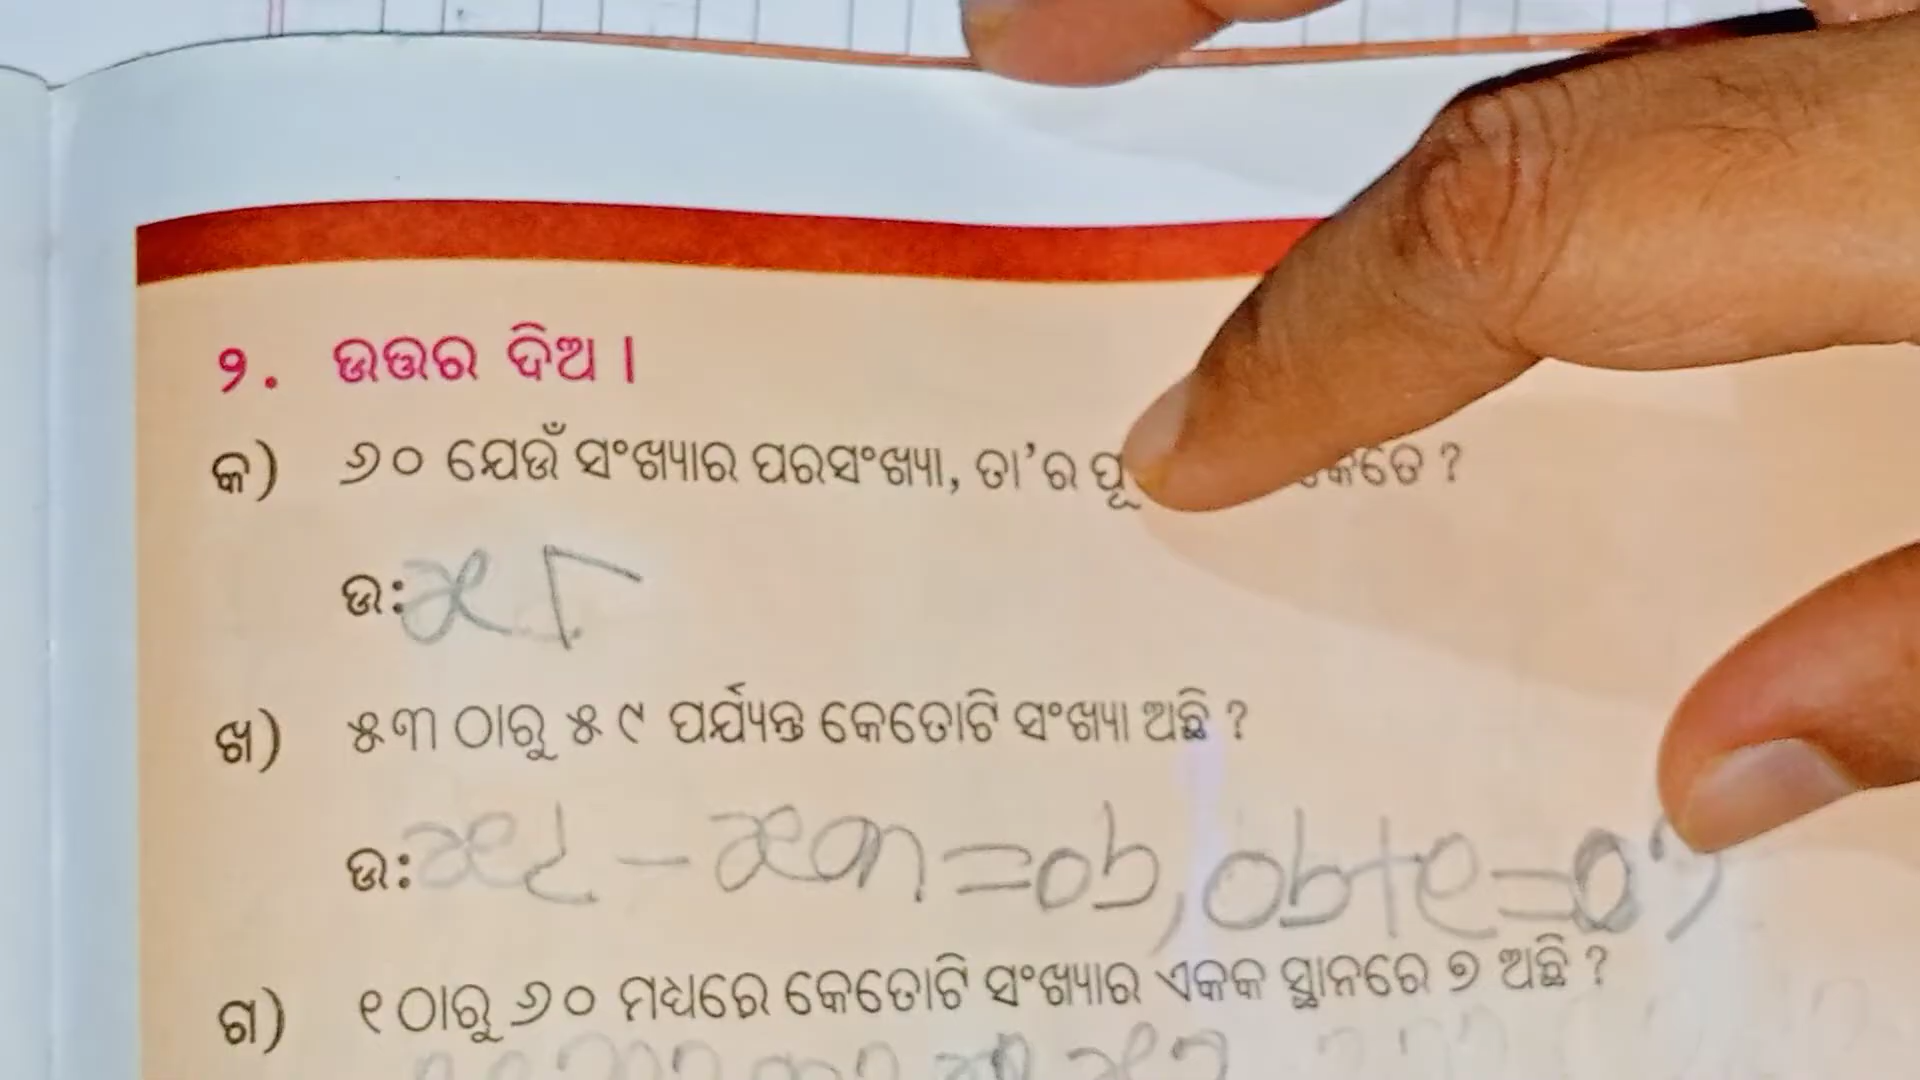 ୨. ଉତ୍ତର ଦିଅ ।
କ) ୬୦ ଯେଉଁ ସଂଖ୍ୟାର ପରସଂଖ୍ୟା, ତା'ର କେତେ ?
ଉ: ୫୮
ଖ) ୫୩ ଠାରୁ ୫୯ ପର୍ଯ୍ୟନ୍ତ କେତୋଟି ସଂଖ୍ୟା ଅଛି ?
ଉ: ୫୯ – ୫୩ = ୦୬, ୦୬+୧=୦୭
ଗ) ୧ ଠାରୁ ୬୦ ମଧ୍ୟରେ କେତୋଟି ସଂଖ୍ୟାର ଏକକ ସ୍ଥାନରେ ୭ ଅଛି ?